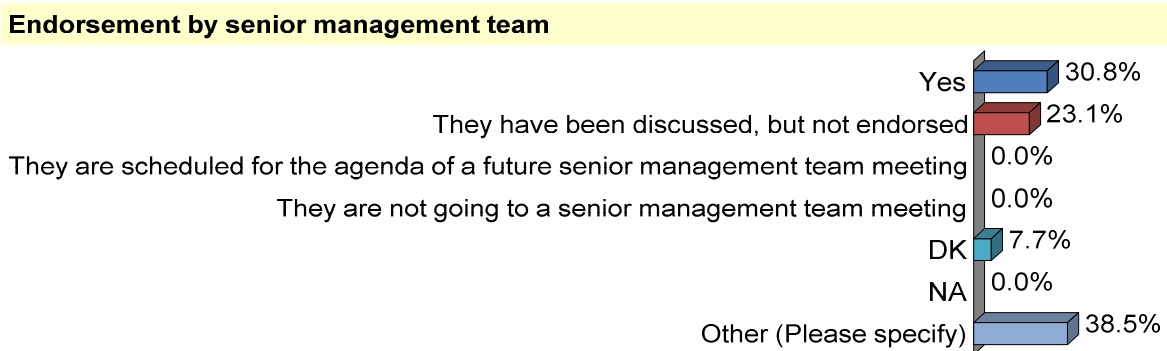 Endorsement by senior management team
Yes 30.8%
They have been discussed, but not endorsed 23.1%
They are scheduled for the agenda of a future senior management team meeting 0.0%
They are not going to a senior management team meeting 0.0%
DK 7.7%
NA 0.0%
Other (Please specify) 38.5%